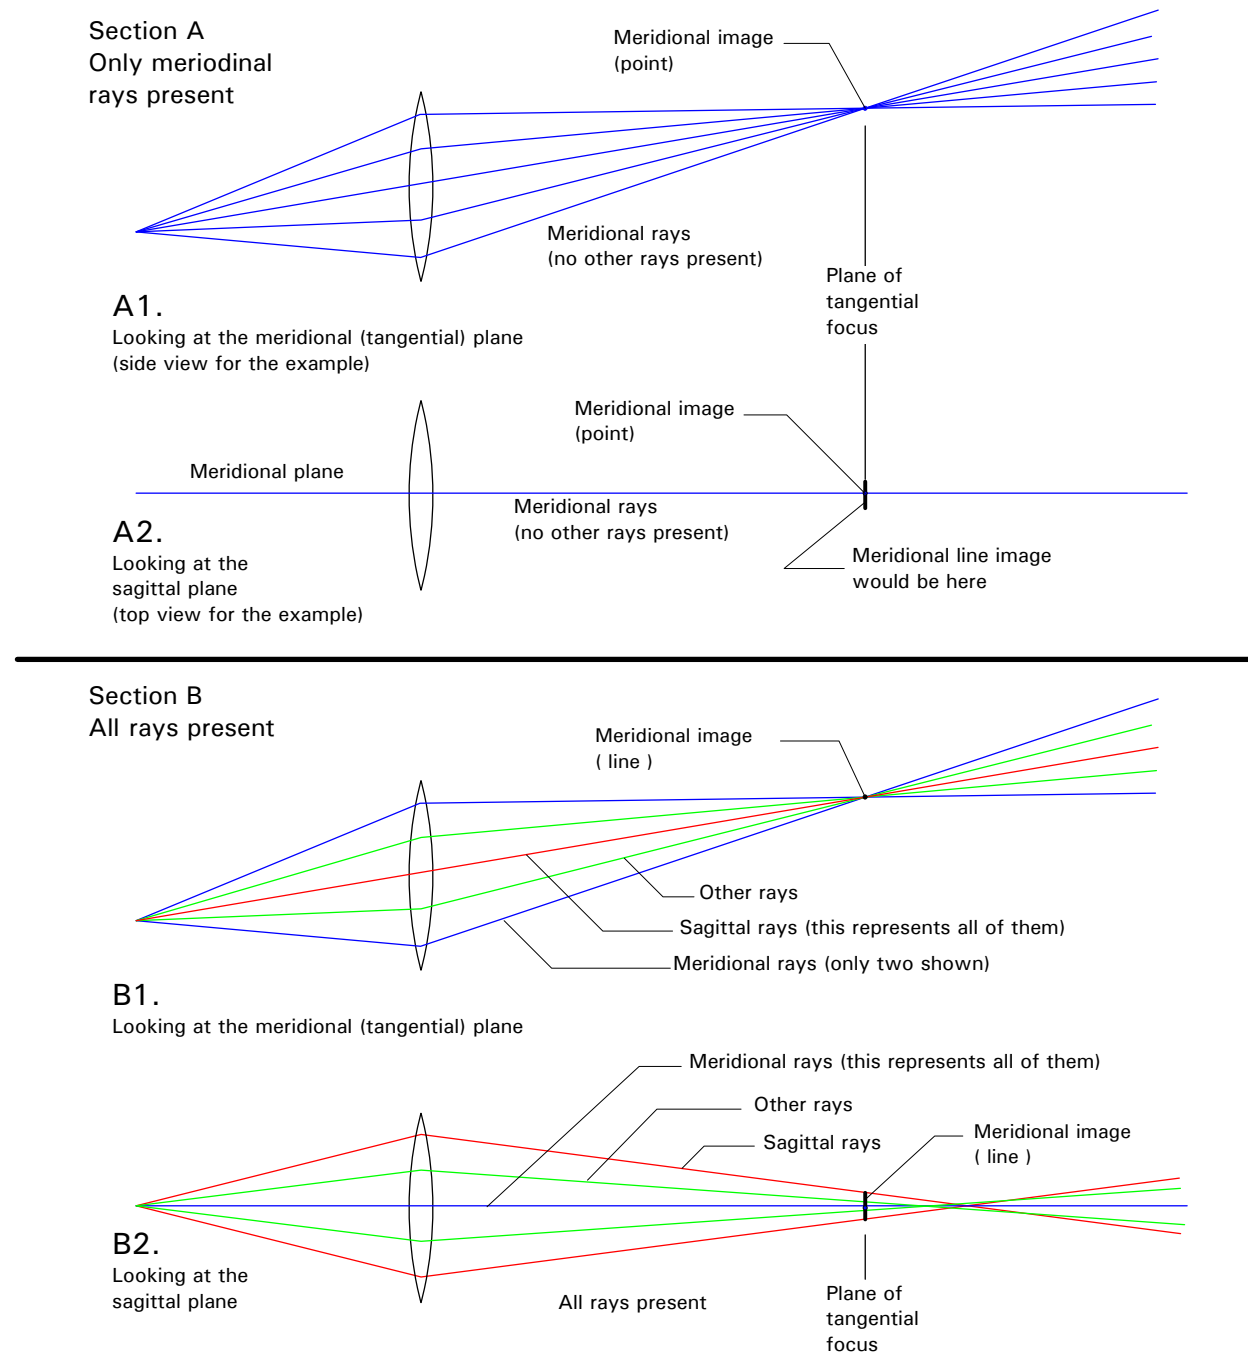 Section A
Only meriodinal
rays present
Meridional image
(point)
Meridional rays
(no other rays present)
Plane of
tangential
focus
A1.
Looking at the meridional (tangential) plane
(side view for the example)
Meridional image
(point)
Meridional plane
Meridional rays
(no other rays present)
A2.
Looking at the
sagittal plane
(top view for the example)
Meridional line image
would be here
Section B
All rays present
Meridional image
( line )
Other rays
Sagittal rays (this represents all of them)
Meridional rays (only two shown)
B1.
Looking at the meridional (tangential) plane
Meridional rays (this represents all of them)
Other rays
Sagittal rays
Meridional image
( line )
B2.
Looking at the
sagittal plane
All rays present
Plane of
tangential
focus